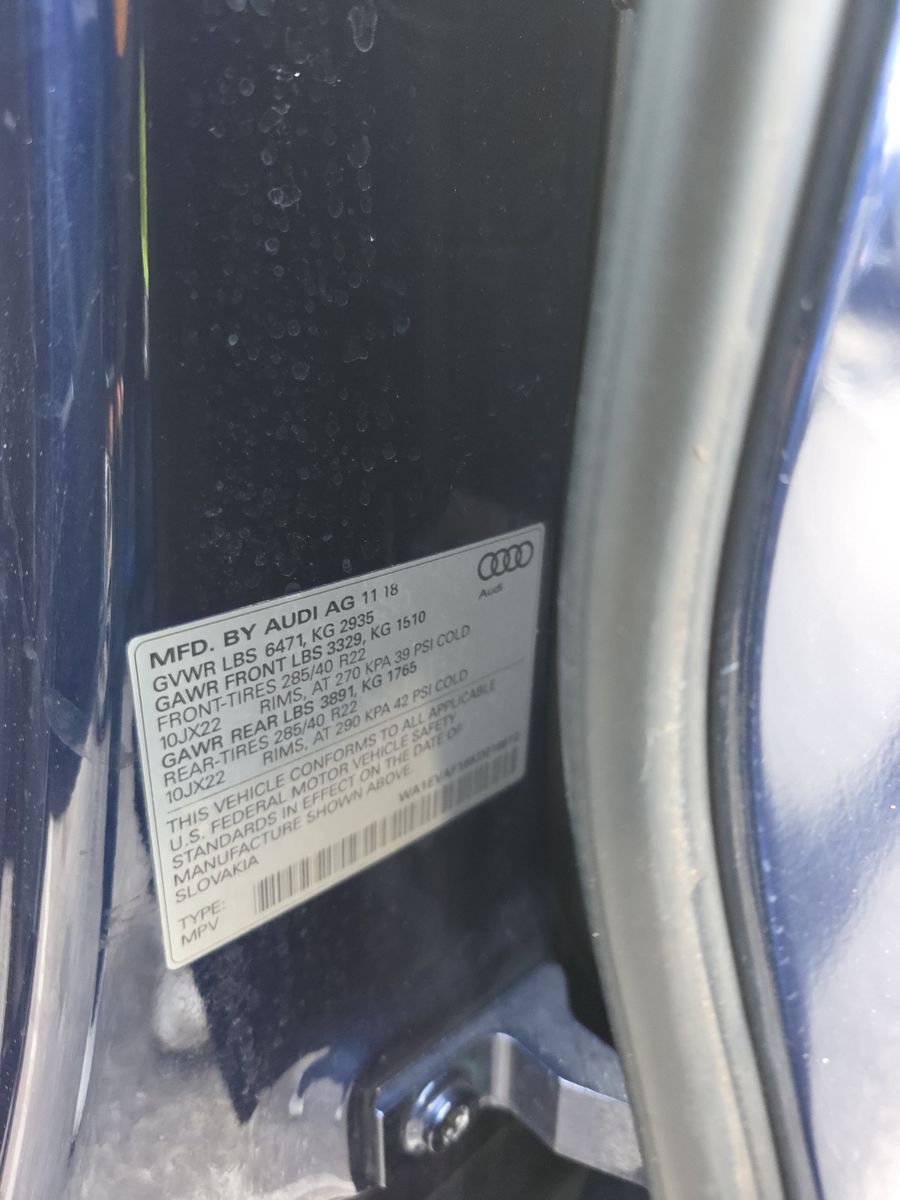 Audi
MFD. BY AUDI AG 11 18
GVWR LBS 6471, KG 2935
GAWR FRONT LBS 3329, KG 1510
FRONT-TIRES 285/40 R22
10JX22 RIMS, AT 270 KPA 39 PSI COLD
GAWR REAR LBS 3891, KG 1765
REAR-TIRES 285/40 R22
10JX22 RIMS, AT 290 KPA 42 PSI COLD
THIS VEHICLE CONFORMS TO ALL APPLICABLE
U.S. FEDERAL MOTOR VEHICLE SAFETY
STANDARDS IN EFFECT ON THE DATE OF
MANUFACTURE SHOWN ABOVE.
SLOVAKIA
TYPE:
MPV